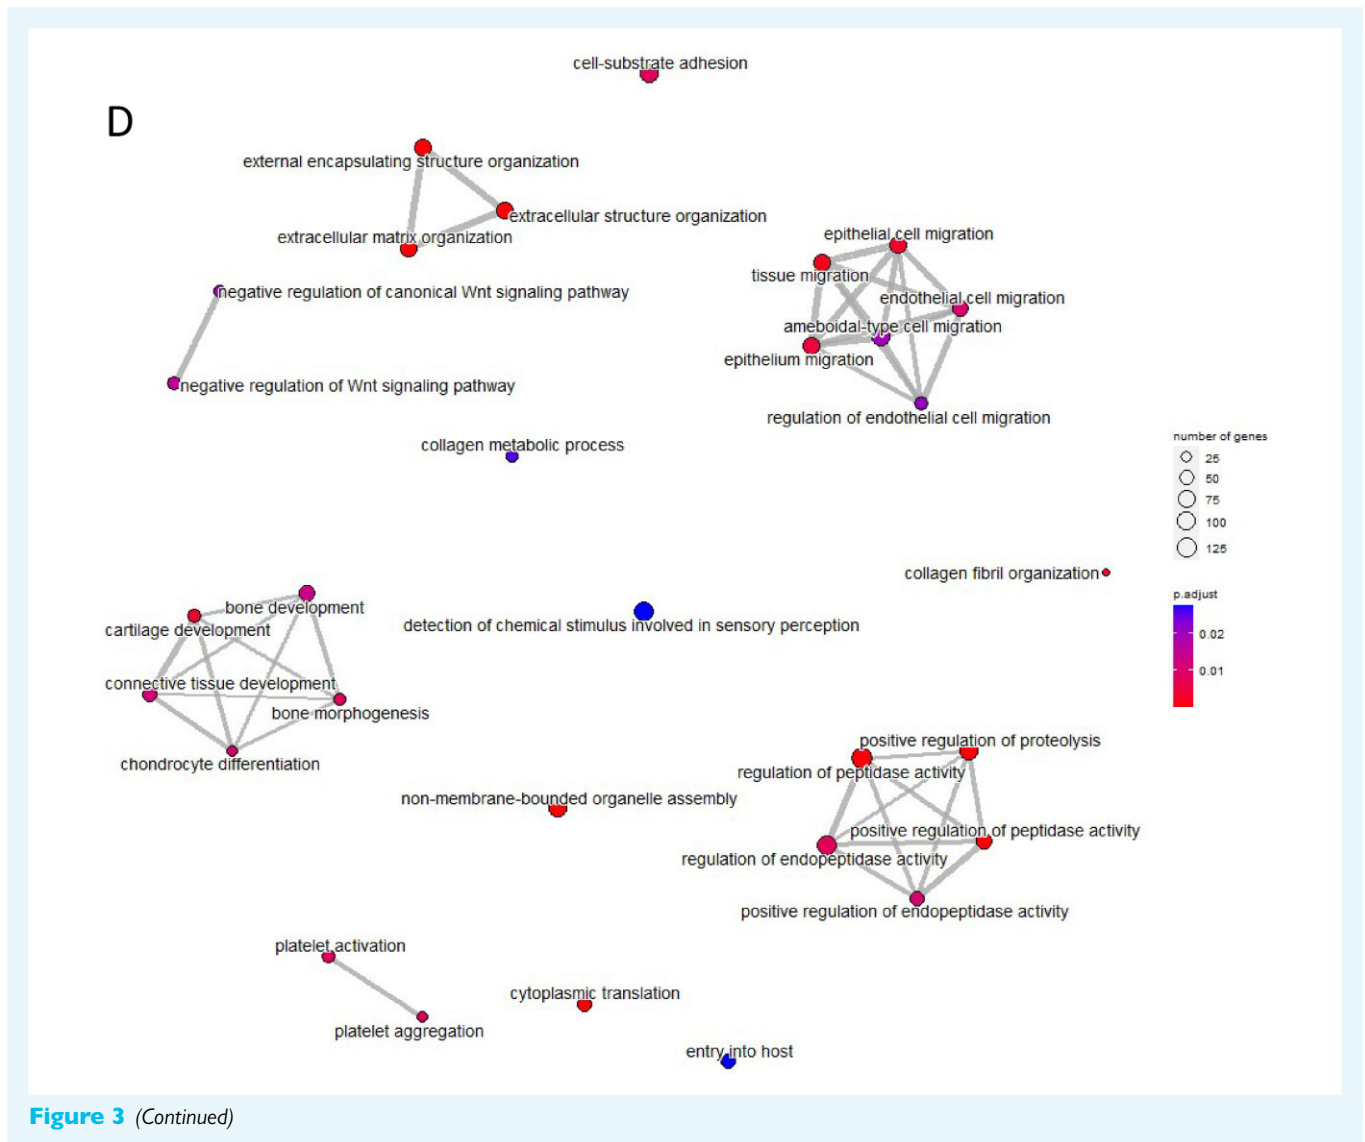 cell-substrate adhesion
D
external encapsulating structure organization
extracellular structure organization
extracellular matrix organization
epithelial cell migration
tissue migration
negative regulation of canonical Wnt signaling pathway
endothelial cell migration
ameboidal-type cell migration
epithelium migration
negative regulation of Wnt signaling pathway
regulation of endothelial cell migration
collagen metabolic process
number of genes
25
50
75
100
125
collagen fibril organization
p.adjust
0.02
0.01
bone development
cartilage development
detection of chemical stimulus involved in sensory perception
connective tissue development
bone morphogenesis
chondrocyte differentiation
positive regulation of proteolysis
regulation of peptidase activity
non-membrane-bounded organelle assembly
positive regulation of peptidase activity
regulation of endopeptidase activity
positive regulation of endopeptidase activity
platelet activation
cytoplasmic translation
platelet aggregation
entry into host
Figure 3 (Continued)